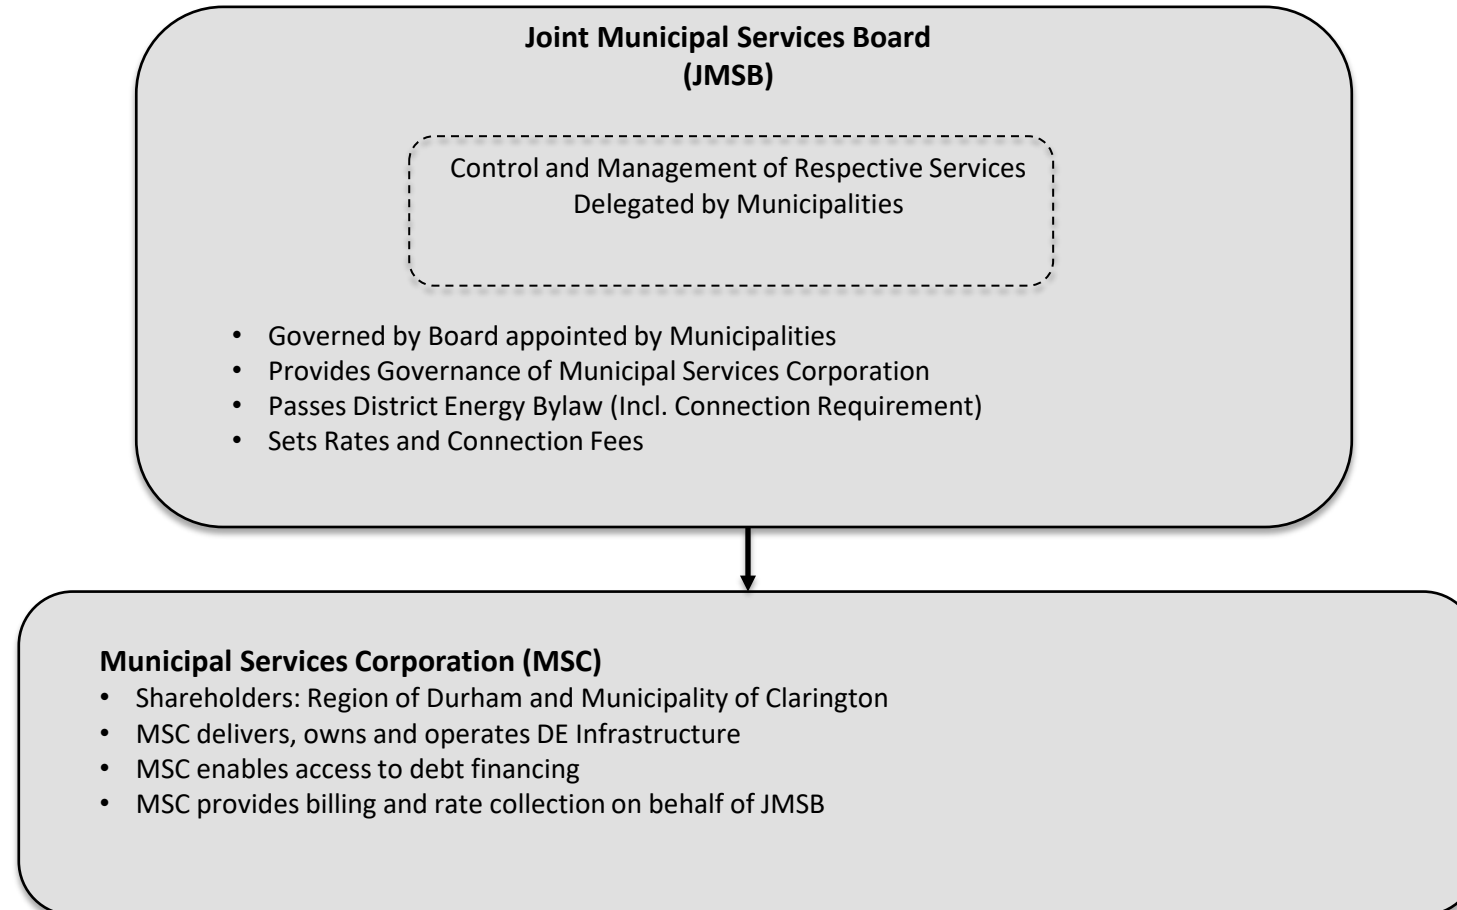 Joint Municipal Services Board
(JMSB)
Control and Management of Respective Services
Delegated by Municipalities
• Governed by Board appointed by Municipalities
• Provides Governance of Municipal Services Corporation
• Passes District Energy Bylaw (Incl. Connection Requirement)
• Sets Rates and Connection Fees
Municipal Services Corporation (MSC)
• Shareholders: Region of Durham and Municipality of Clarington
• MSC delivers, owns and operates DE Infrastructure
• MSC enables access to debt financing
• MSC provides billing and rate collection on behalf of JMSB